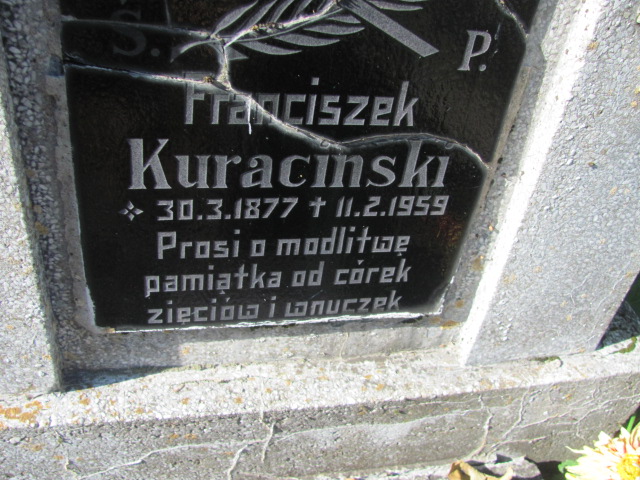 Ś. P.
Franciszek
Kuracinski
✧ 30.3.1877 ✝ 11.2.1959
Prosi o modlitwę
pamiątka od córek
zięciów i wnuczek